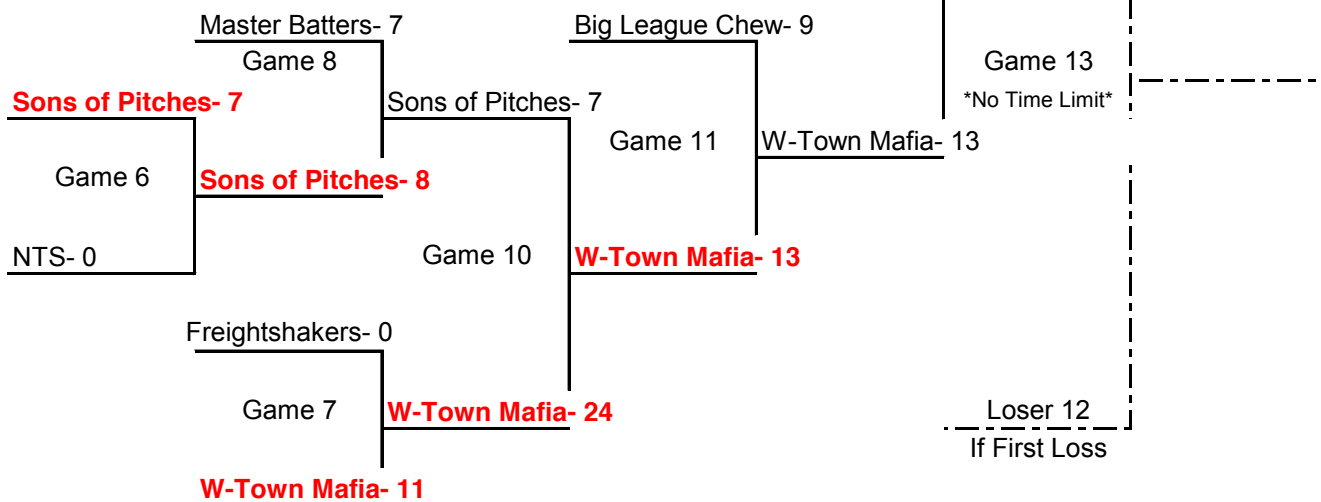 Master Batters- 7
Big League Chew- 9
Game 8
Game 13
Sons of Pitches- 7
Sons of Pitches- 7
*No Time Limit*
Game 11
W-Town Mafia- 13
Game 6
Sons of Pitches- 8
NTS- 0
Game 10
W-Town Mafia- 13
Freightshakers- 0
Game 7
W-Town Mafia- 24
Loser 12
If First Loss
W-Town Mafia- 11